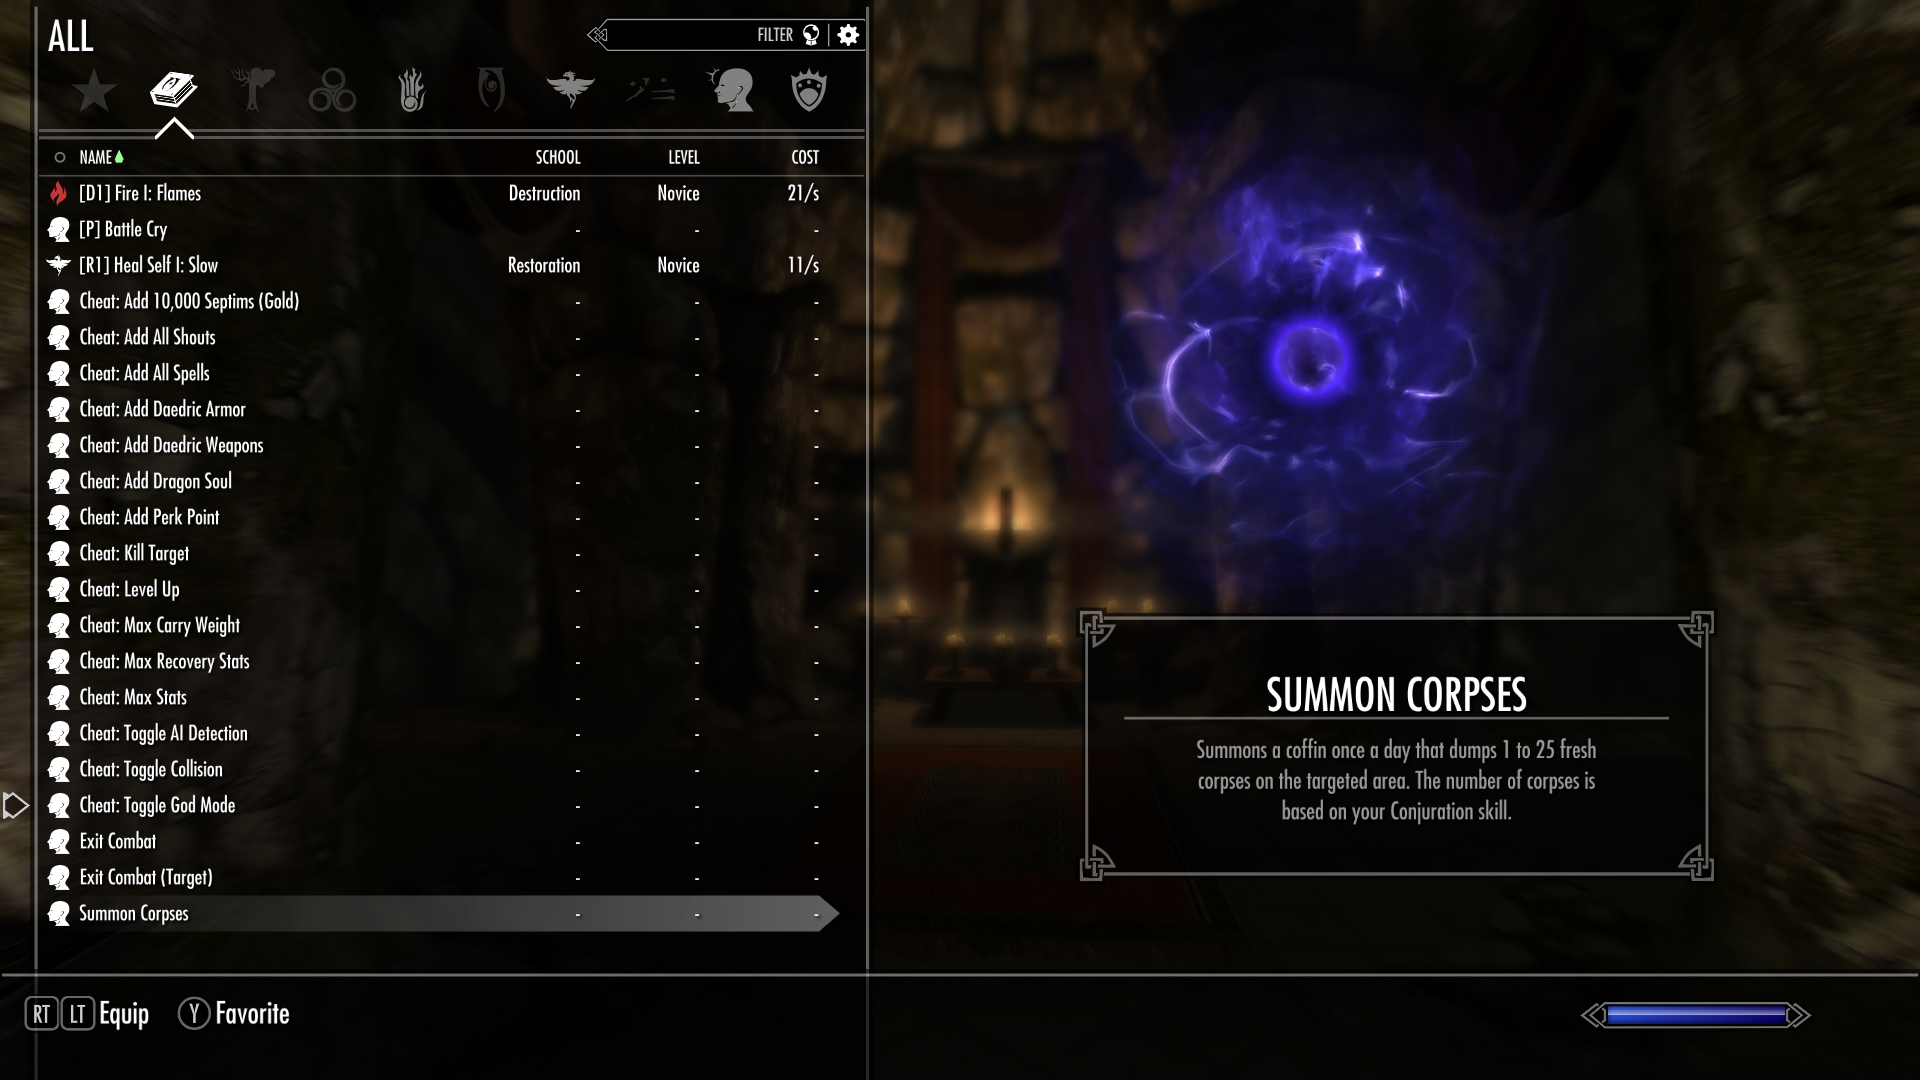 ALL
FILTER
NAME SCHOOL LEVEL COST
[D1] Fire I: Flames Destruction Novice 21/s
[P] Battle Cry - - -
[R1] Heal Self I: Slow Restoration Novice 11/s
Cheat: Add 10,000 Septims (Gold) - - -
Cheat: Add All Shouts - - -
Cheat: Add All Spells - - -
Cheat: Add Daedric Armor - - -
Cheat: Add Daedric Weapons - - -
Cheat: Add Dragon Soul - - -
Cheat: Add Perk Point - - -
Cheat: Kill Target - - -
Cheat: Level Up - - -
Cheat: Max Carry Weight - - -
Cheat: Max Recovery Stats - - -
Cheat: Max Stats - - -
Cheat: Toggle AI Detection - - -
Cheat: Toggle Collision - - -
Cheat: Toggle God Mode - - -
Exit Combat - - -
Exit Combat (Target) - - -
Summon Corpses - - -
SUMMON CORPSES
Summons a coffin once a day that dumps 1 to 25 fresh
corpses on the targeted area. The number of corpses is
based on your Conjuration skill.
RT LT Equip Y Favorite